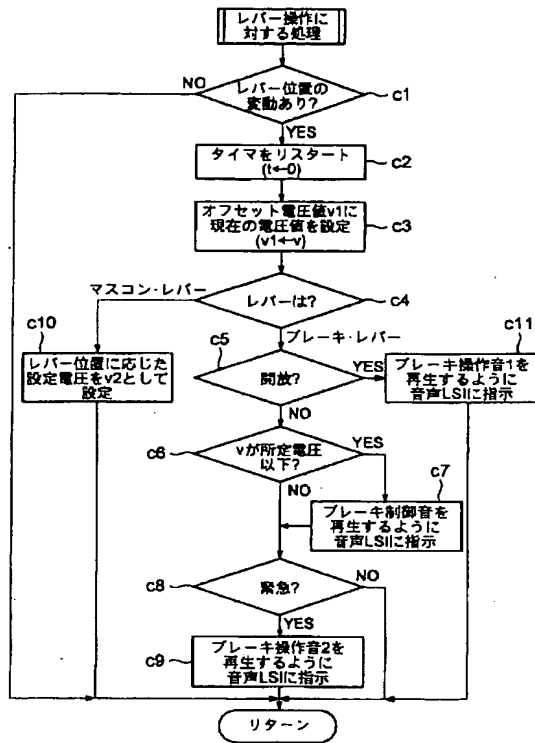 レバー操作に
対する処理
NO
レバー位置の
変動あり?
c1
YES
タイマをリスタート
(t←0)
c2
オフセット電圧値v1に
現在の電圧値を設定
(v1←v)
c3
マスコン・レバー
レバーは?
c4
c10
ブレーキ・レバー
c5
c11
レバー位置に応じた
設定電圧をv2として
設定
開放?
YES
ブレーキ操作音1を
再生するように
音声LSIに指示
NO
c6
vが所定電圧
以下?
YES
c7
NO
ブレーキ制御音を
再生するように
音声LSIに指示
c8
緊急?
NO
YES
c9
ブレーキ操作音2を
再生するように
音声LSIに指示
リターン